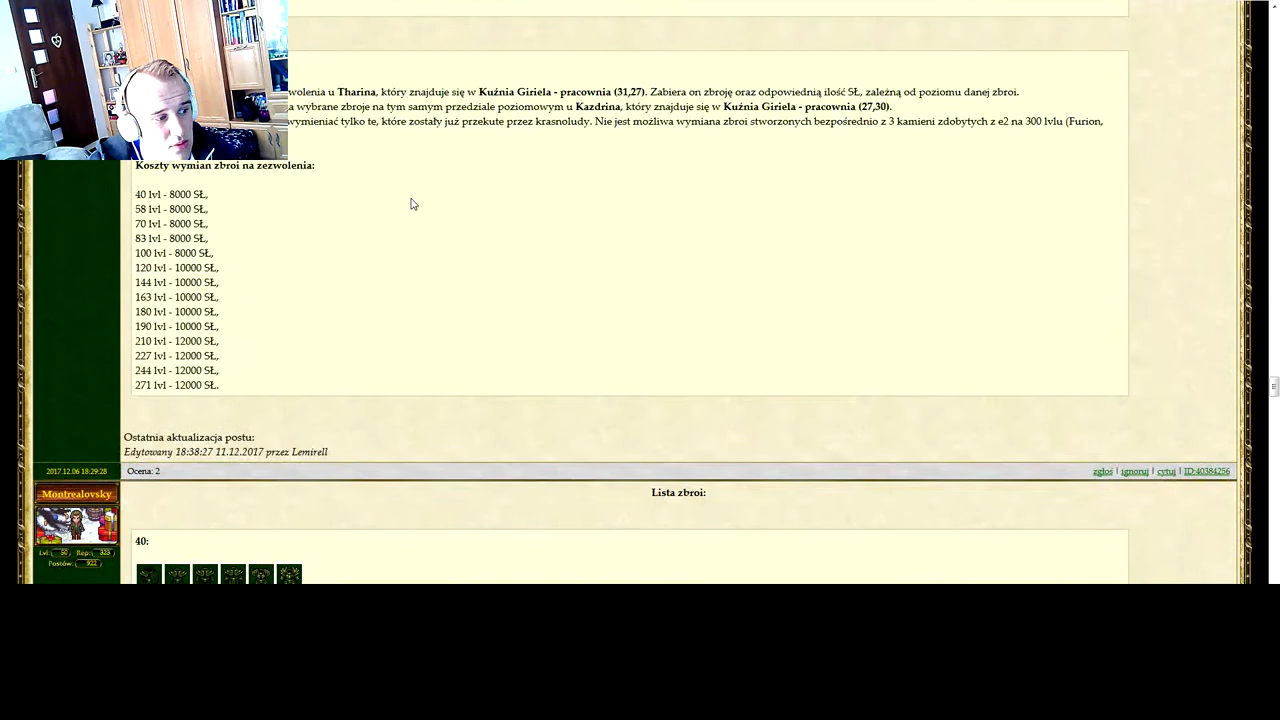 wolenia u Tharina, który znajduje się w Kuźnia Giriela - pracownia (31,27). Zabiera on zbroję oraz odpowiednią ilość SŁ, zależną od poziomu danej zbroi.
a wybrane zbroje na tym samym przedziale poziomowym u Kazdrina, który znajduje się w Kuźnia Giriela - pracownia (27,30).
wymieniać tylko te, które zostały już przekute przez krasnoludy. Nie jest możliwa wymiana zbroi stworzonych bezpośrednio z 3 kamieni zdobytych z e2 na 300 lvlu (Furion,
Koszty wymian zbroi na zezwolenia:
40 lvl - 8000 SŁ,
58 lvl - 8000 SŁ,
70 lvl - 8000 SŁ,
83 lvl - 8000 SŁ,
100 lvl - 8000 SŁ,
120 lvl - 10000 SŁ,
144 lvl - 10000 SŁ,
163 lvl - 10000 SŁ,
180 lvl - 10000 SŁ,
190 lvl - 10000 SŁ,
210 lvl - 12000 SŁ,
227 lvl - 12000 SŁ,
244 lvl - 12000 SŁ,
271 lvl - 12000 SŁ.
Ostatnia aktualizacja postu:
Edytowany 18:38:27 11.12.2017 przez Lemirell
2017.12.06 18:29:28 Ocena: 2 zgłoś | ignoruj | cytuj | ID:40384256
Montrealovsky
Lista zbroi:
40:
Lvl: 50 Rep: 325
Postów: 922